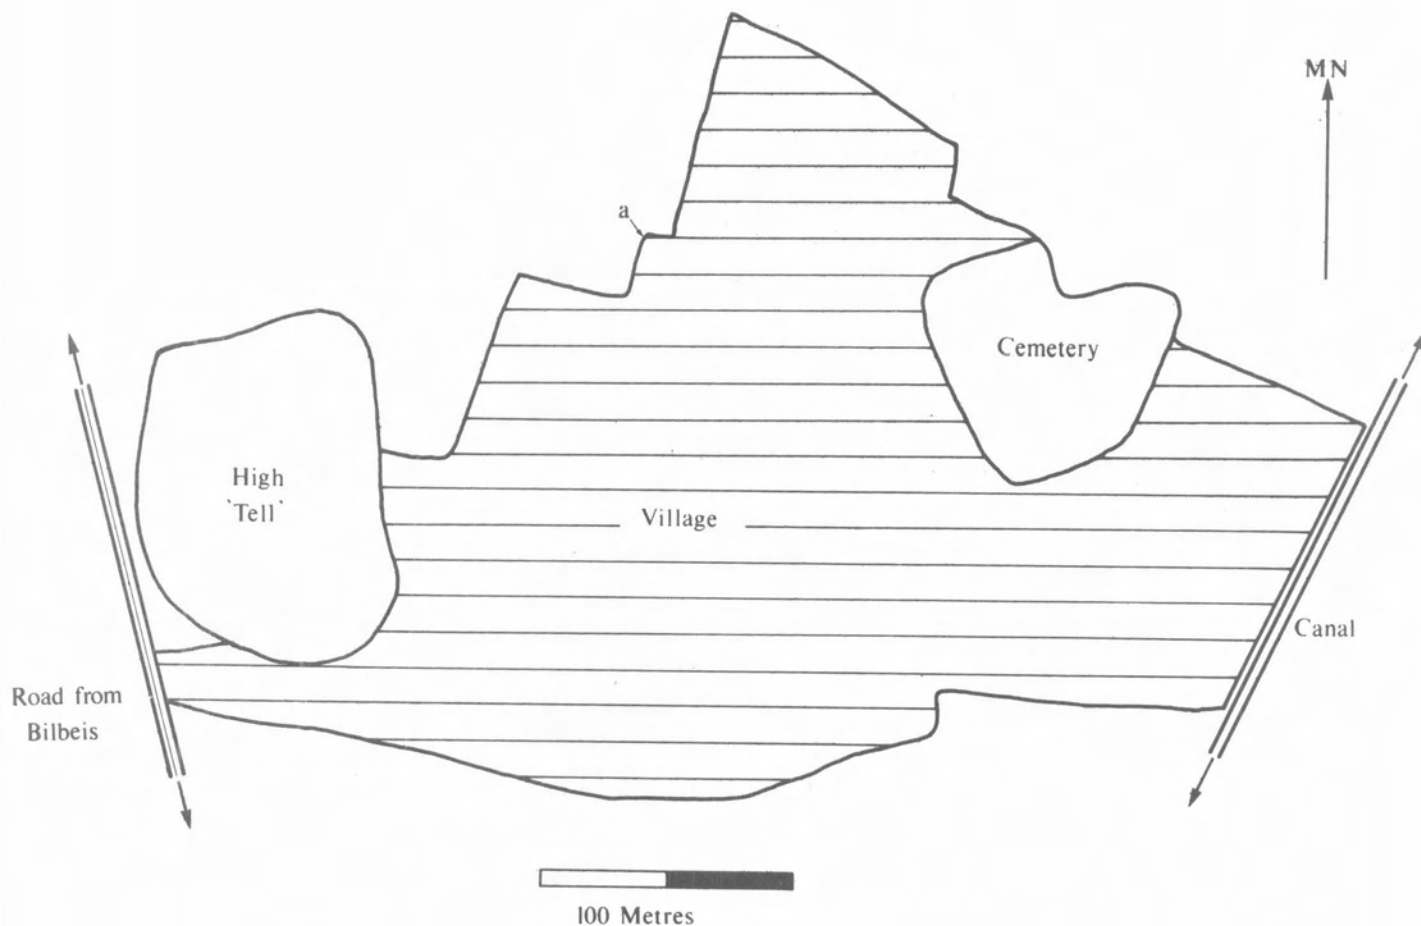 MN
a
Cemetery
High
'Tell'
Village
Canal
Road from
Bilbeis
100 Metres